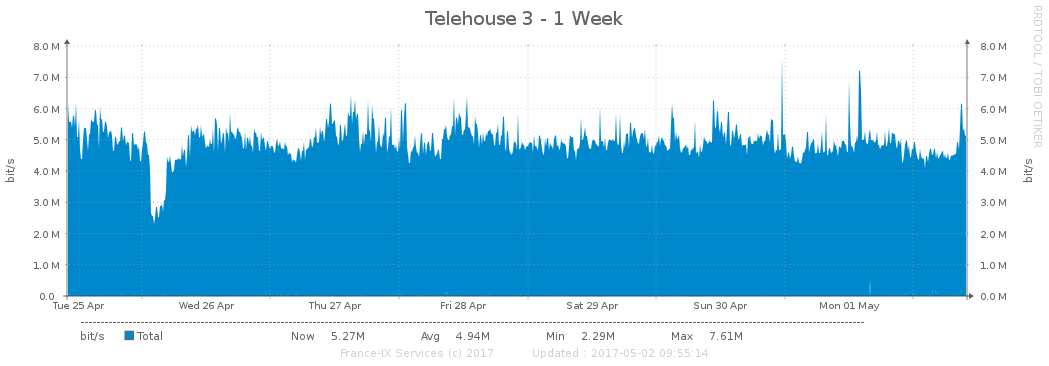 Telehouse 3 - 1 Week
RRDTOOL / TOBI OETIKER
bit/s
bit/s
8.0 M 8.0 M
7.0 M 7.0 M
6.0 M 6.0 M
5.0 M 5.0 M
4.0 M 4.0 M
3.0 M 3.0 M
2.0 M 2.0 M
1.0 M 1.0 M
0.0 0.0 M
Tue 25 Apr Wed 26 Apr Thu 27 Apr Fri 28 Apr Sat 29 Apr Sun 30 Apr Mon 01 May
bit/s Total Now 5.27M Avg 4.94M Min 2.29M Max 7.61M
France-IX Services (c) 2017 Updated : 2017-05-02 09:55:14